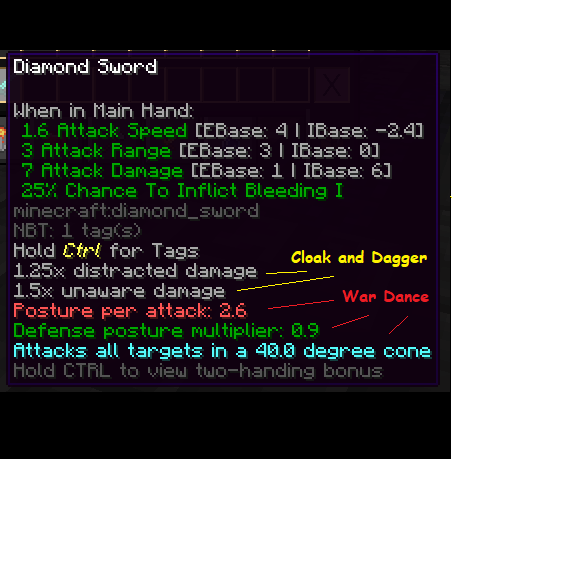 Diamond Sword
X
When in Main Hand:
1.6 Attack Speed [EBase: 4 | IBase: -2.4]
3 Attack Range [EBase: 3 | IBase: 0]
7 Attack Damage [EBase: 1 | IBase: 6]
25% Chance To Inflict Bleeding I
minecraft:diamond_sword
NBT: 1 tag(s)
Hold Ctrl for Tags
Cloak and Dagger
1.25x distracted damage
1.5x unaware damage
War Dance
Posture per attack: 2.6
Defense posture multiplier: 0.9
Attacks all targets in a 40.0 degree cone
Hold CTRL to view two-handing bonus